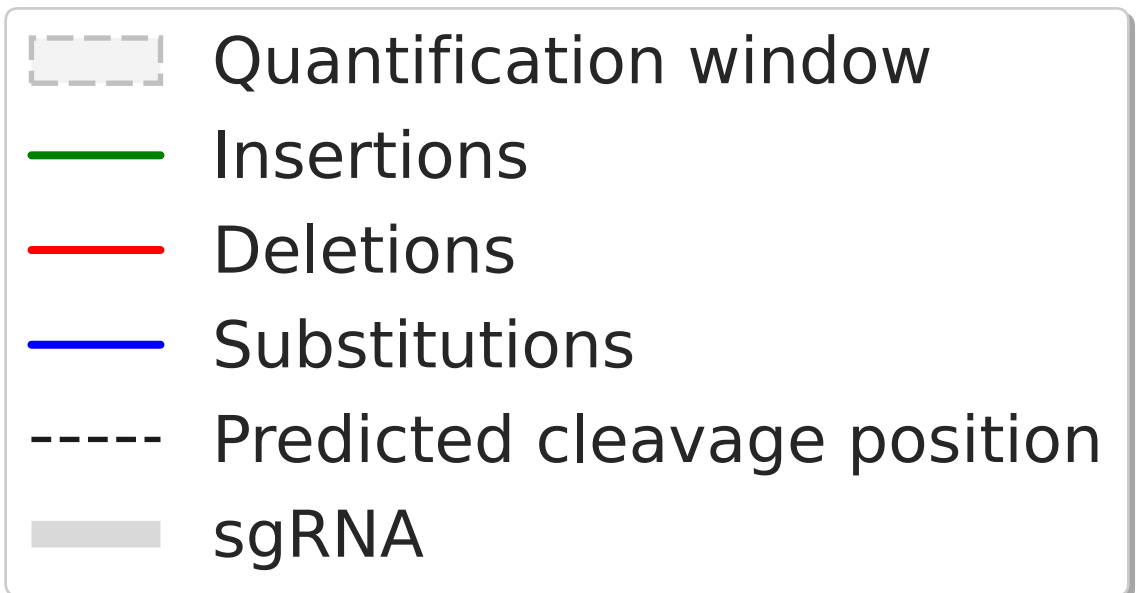 Quantification window
Insertions
Deletions
Substitutions
Predicted cleavage position
sgRNA